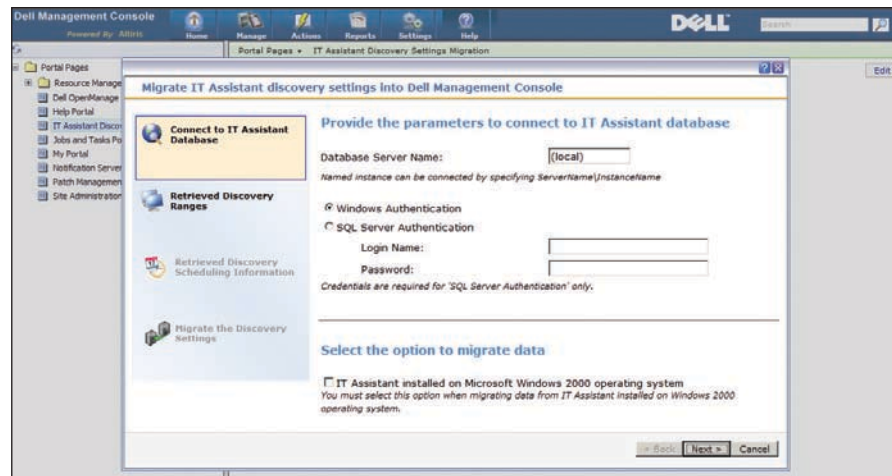 Dell Management Console
Powered By Altiris
Home
Manage
Actions
Reports
Settings
Help
DELL
Search
Portal Pages
IT Assistant Discovery Settings Migration
Edit
Portal Pages
Resource Manage
Dell OpenManage
Help Portal
IT Assistant Discov
Jobs and Tasks Po
My Portal
Notification Server
Patch Managemen
Site Administration
Migrate IT Assistant discovery settings into Dell Management Console
Connect to IT Assistant
Database
Retrieved Discovery
Ranges
Retrieved Discovery
Scheduling Information
Migrate the Discovery
Settings
Provide the parameters to connect to IT Assistant database
Database Server Name:
(local)
Named instance can be connected by specifying ServerName\InstanceName
Windows Authentication
SQL Server Authentication
Login Name:
Password:
Credentials are required for 'SQL Server Authentication' only.
Select the option to migrate data
IT Assistant installed on Microsoft Windows 2000 operating system
You must select this option when migrating data from IT Assistant installed on Windows 2000
operating system.
« Back
Next »
Cancel